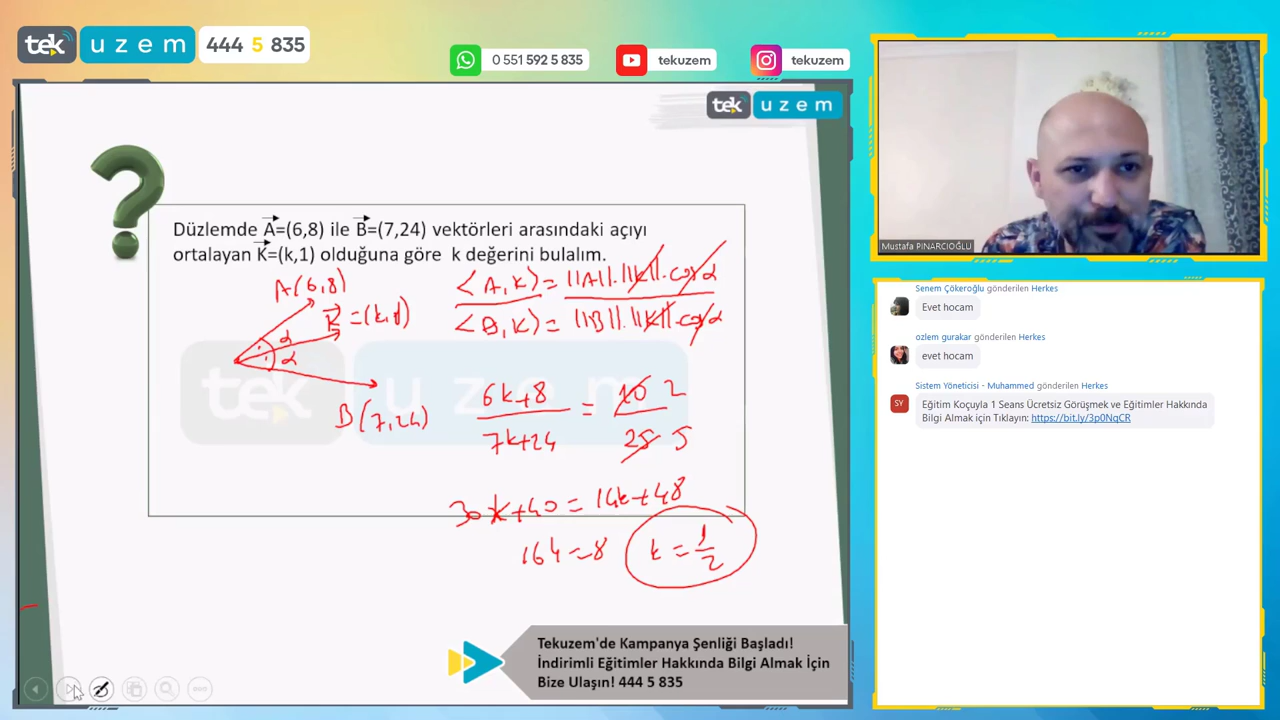 tek uzem 444 5 835
0 551 592 5 835
tekuzem
tekuzem
tek uzem
?
Düzlemde A=(6,8) ile B=(7,24) vektörleri arasındaki açıyı
ortalayan K=(k,1) olduğuna göre k değerini bulalım.
A(6,8)
K=(k,1)
α
α
B(7,24)
<A,K> = ||A||.||K||.cosα
<B,K> = ||B||.||K||.cosα
6k+8 = 10 2
7k+24 25 5
30k+40=14k+48
16k=8 k=1/2
tek uzem
Tekuzem'de Kampanya Şenliği Başladı!
İndirimli Eğitimler Hakkında Bilgi Almak İçin
Bize Ulaşın! 444 5 835
Mustafa PINARCIOĞLU
Senem Çökeroğlu gönderilen Herkes
Evet hocam
ozlem gurakar gönderilen Herkes
evet hocam
Sistem Yöneticisi - Muhammed gönderilen Herkes
SY
Eğitim Koçuyla 1 Seans Ücretsiz Görüşmek ve Eğitimler Hakkında
Bilgi Almak için Tıklayın: https://bit.ly/3p0NqCR